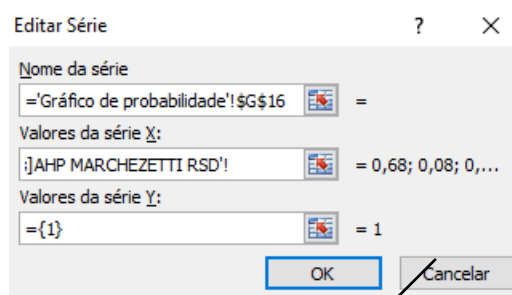 Editar Série ? ×
Nome da série
='Gráfico de probabilidade'!$G$16 =
Valores da série X:
]AHP MARCHEZETTI RSD'! = 0,68; 0,08; 0,...
Valores da série Y:
={1} = 1
OK Cancelar